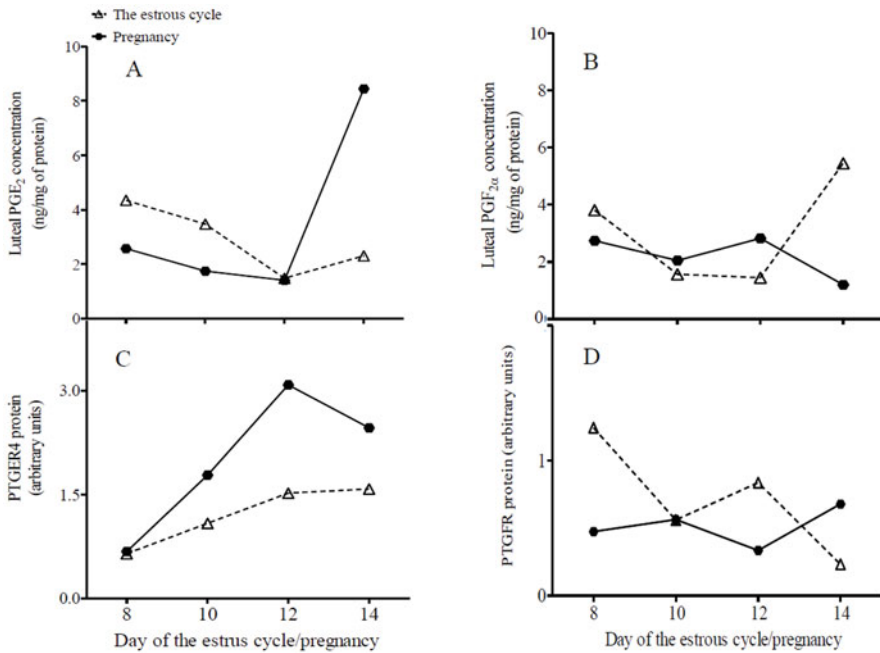 The estrous cycle
Pregnancy
A
Luteal PGE2 concentration
(ng/mg of protein)
10
8
6
4
2
0
B
Luteal PGF2α concentration
(ng/mg of protein)
10
8
6
4
2
0
C
PTGER4 protein
(arbitrary units)
3.0
1.5
0.0
8 10 12 14
Day of the estrus cycle/pregnancy
D
PTGFR protein (arbitrary units)
1
0
8 10 12 14
Day of the estrous cycle/pregnancy